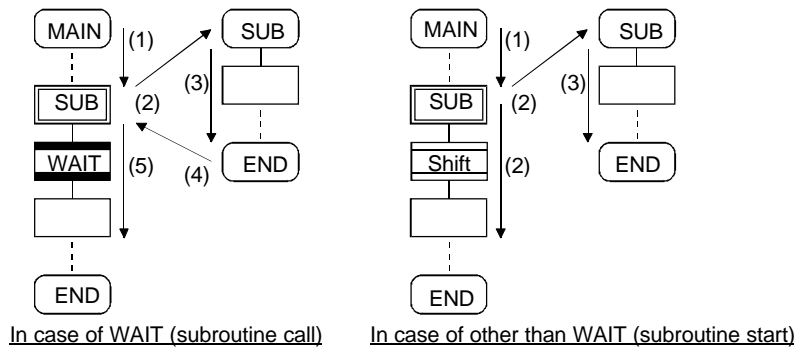 MAIN
(1)
SUB
(2)
(3)
SUB
WAIT
(5)
(4)
END
END
In case of WAIT (subroutine call)
MAIN
(1)
SUB
(2)
(3)
SUB
Shift
(2)
END
END
In case of other than WAIT (subroutine start)